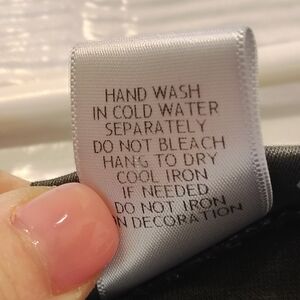 HAND WASH
IN COLD WATER
SEPARATELY
DO NOT BLEACH
HANG TO DRY
COOL IRON
IF NEEDED
DO NOT IRON
ON DECORATION